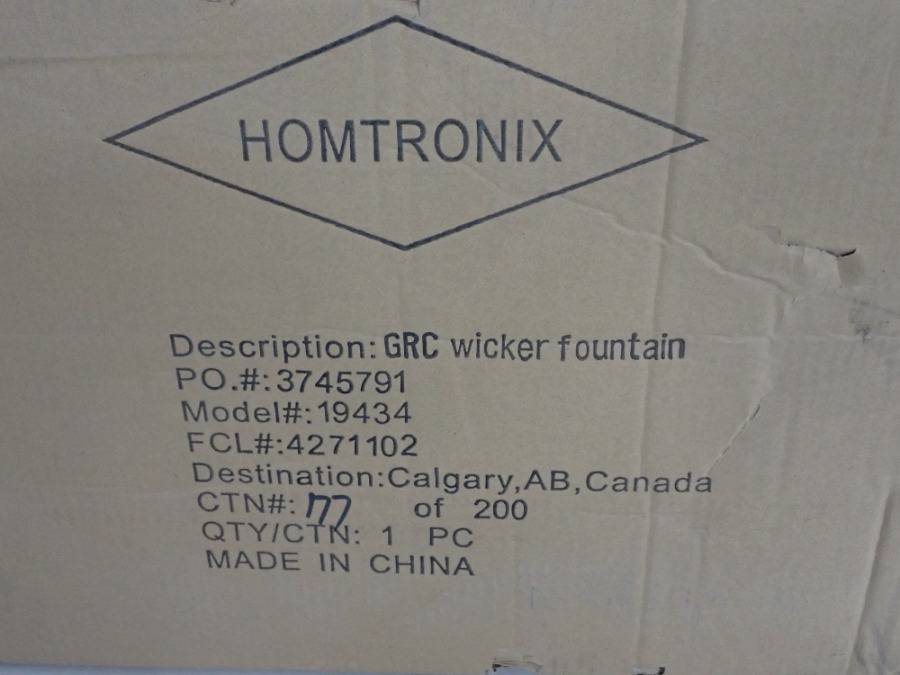 HOMTRONIX
Description: GRC wicker fountain
PO.#:3745791
Model#:19434
FCL#:4271102
Destination:Calgary,AB,Canada
CTN#: 177 of 200
QTY/CTN: 1 PC
MADE IN CHINA